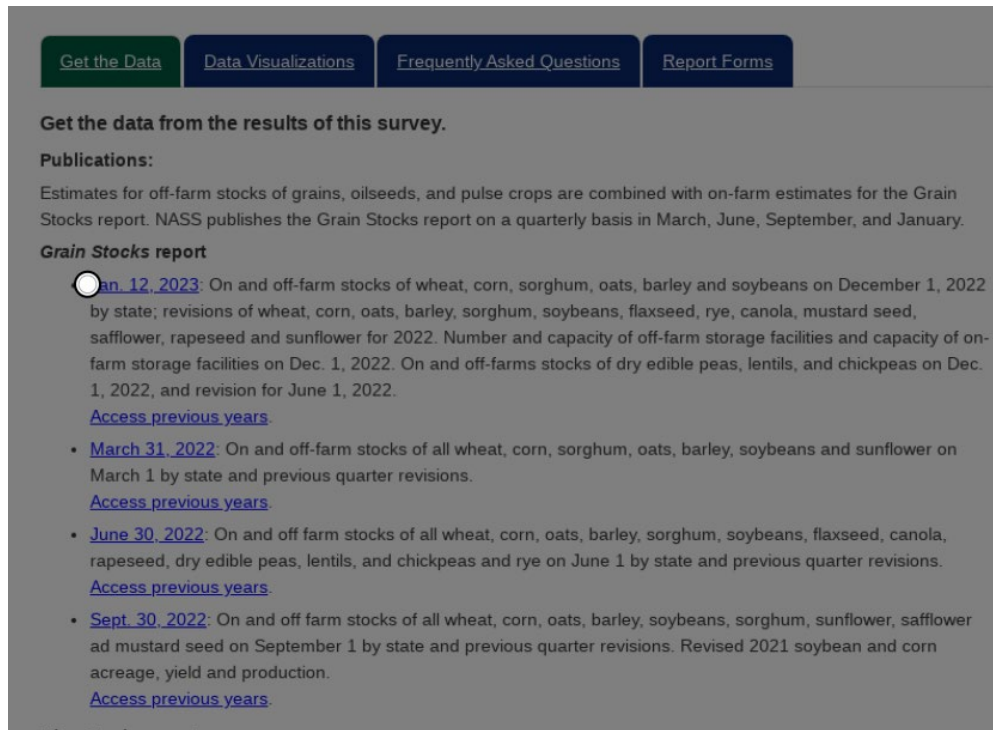 Get the Data Data Visualizations Frequently Asked Questions Report Forms
Get the data from the results of this survey.
Publications:
Estimates for off-farm stocks of grains, oilseeds, and pulse crops are combined with on-farm estimates for the Grain
Stocks report. NASS publishes the Grain Stocks report on a quarterly basis in March, June, September, and January.
Grain Stocks report
an. 12, 2023: On and off-farm stocks of wheat, corn, sorghum, oats, barley and soybeans on December 1, 2022
by state; revisions of wheat, corn, oats, barley, sorghum, soybeans, flaxseed, rye, canola, mustard seed,
safflower, rapeseed and sunflower for 2022. Number and capacity of off-farm storage facilities and capacity of on-
farm storage facilities on Dec. 1, 2022. On and off-farms stocks of dry edible peas, lentils, and chickpeas on Dec.
1, 2022, and revision for June 1, 2022.
Access previous years.
• March 31, 2022: On and off-farm stocks of all wheat, corn, sorghum, oats, barley, soybeans and sunflower on
March 1 by state and previous quarter revisions.
Access previous years.
• June 30, 2022: On and off farm stocks of all wheat, corn, oats, barley, sorghum, soybeans, flaxseed, canola,
rapeseed, dry edible peas, lentils, and chickpeas and rye on June 1 by state and previous quarter revisions.
Access previous years.
• Sept. 30, 2022: On and off farm stocks of all wheat, corn, oats, barley, soybeans, sorghum, sunflower, safflower
ad mustard seed on September 1 by state and previous quarter revisions. Revised 2021 soybean and corn
acreage, yield and production.
Access previous years.